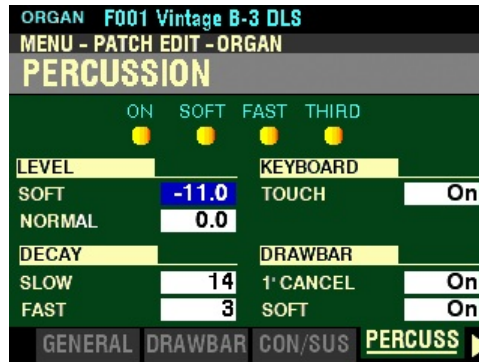 ORGAN F001 Vintage B-3 DLS
MENU - PATCH EDIT - ORGAN
PERCUSSION
ON SOFT FAST THIRD
LEVEL KEYBOARD
SOFT -11.0 TOUCH On
NORMAL 0.0
DECAY DRAWBAR
SLOW 14 1' CANCEL On
FAST 3 SOFT On
GENERAL DRAWBAR CON/SUS PERCUSS